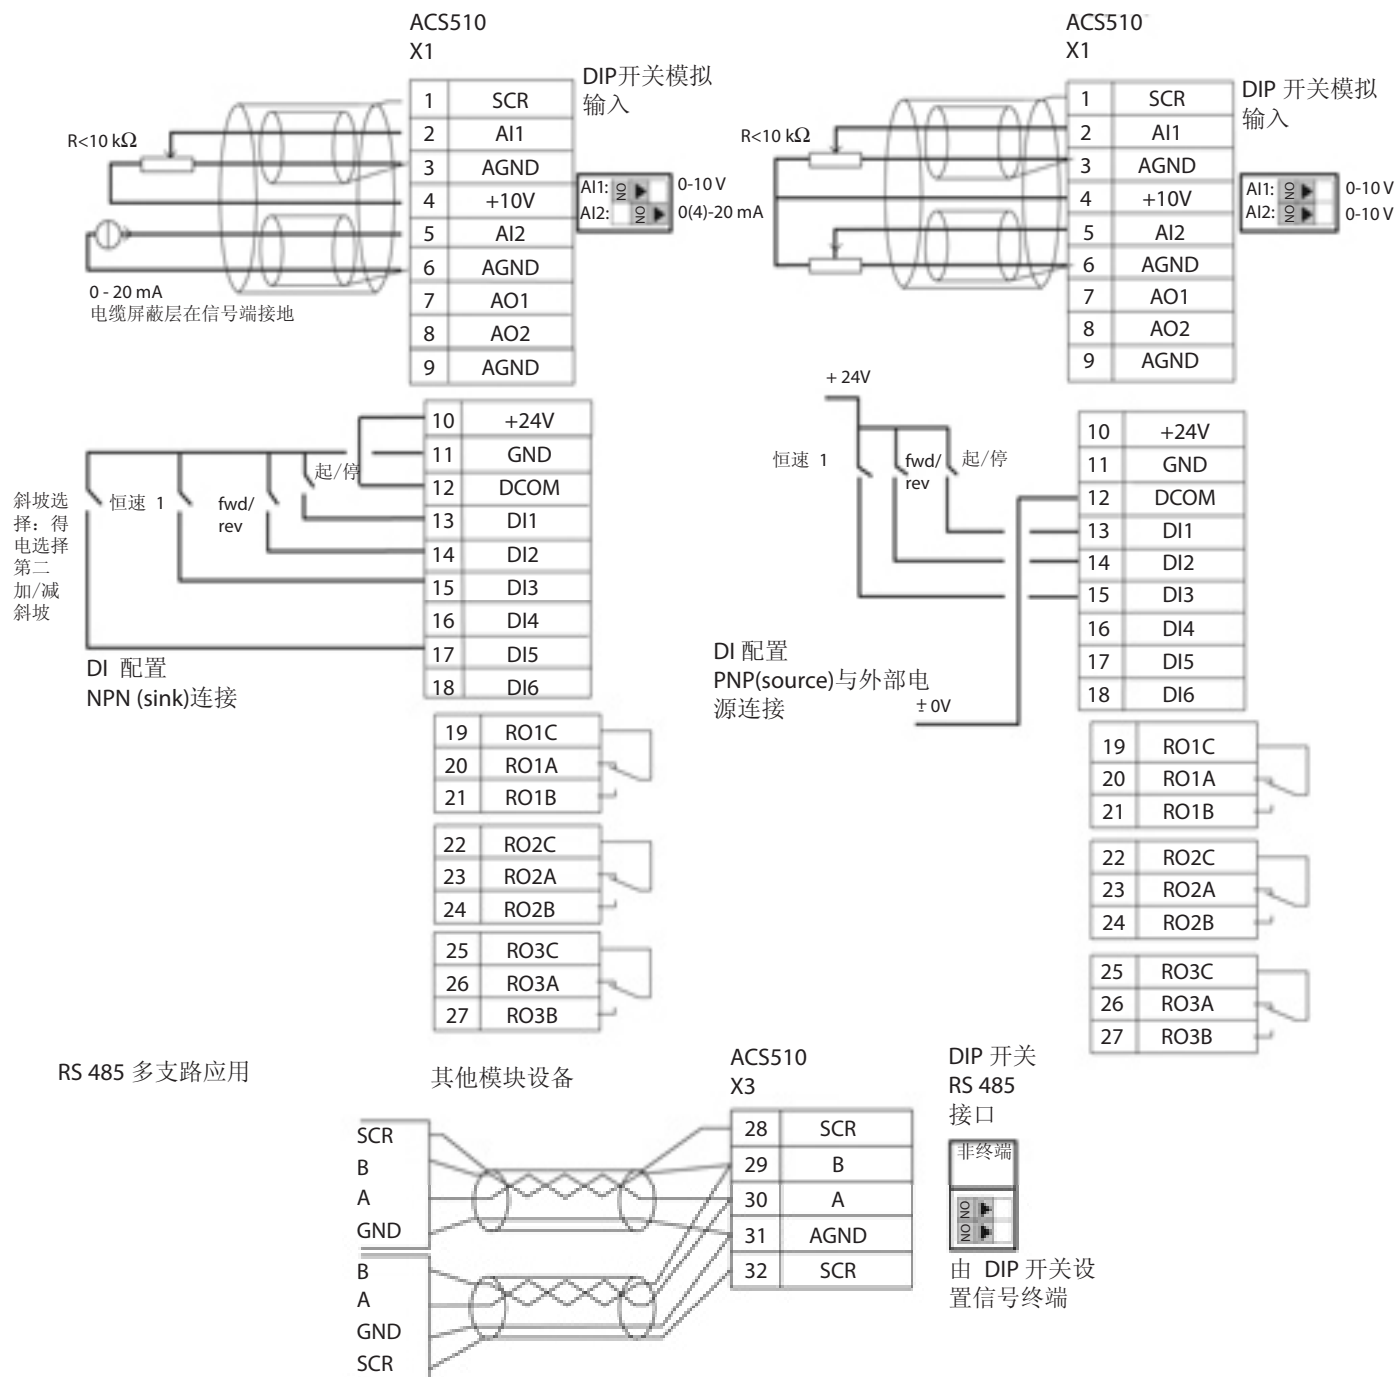 ACS510
X1
DIP开关模拟
输入
1 SCR
2 AI1
3 AGND
4 +10V
5 AI2
6 AGND
7 AO1
8 AO2
9 AGND
R<10 kΩ
0 - 20 mA
电缆屏蔽层在信号端接地
AI1: ON 0-10 V
AI2: ON 0(4)-20 mA
10 +24V
11 GND
12 DCOM
13 DI1
14 DI2
15 DI3
16 DI4
17 DI5
18 DI6
起/停
fwd/
rev
恒速 1
斜坡选
择：得
电选择
第二
加/减
斜坡
DI 配置
NPN (sink)连接
19 RO1C
20 RO1A
21 RO1B
22 RO2C
23 RO2A
24 RO2B
25 RO3C
26 RO3A
27 RO3B
ACS510
X1
DIP 开关模拟
输入
1 SCR
2 AI1
3 AGND
4 +10V
5 AI2
6 AGND
7 AO1
8 AO2
9 AGND
R<10 kΩ
AI1: ON 0-10 V
AI2: ON 0-10 V
+ 24V
恒速 1
fwd/
rev
起/停
10 +24V
11 GND
12 DCOM
13 DI1
14 DI2
15 DI3
16 DI4
17 DI5
18 DI6
DI 配置
PNP(source)与外部电
源连接
± 0V
19 RO1C
20 RO1A
21 RO1B
22 RO2C
23 RO2A
24 RO2B
25 RO3C
26 RO3A
27 RO3B
RS 485 多支路应用
其他模块设备
SCR
B
A
GND
B
A
GND
SCR
ACS510
X3
28 SCR
29 B
30 A
31 AGND
32 SCR
DIP 开关
RS 485
接口
非终端
ON ON
由 DIP 开关设
置信号终端